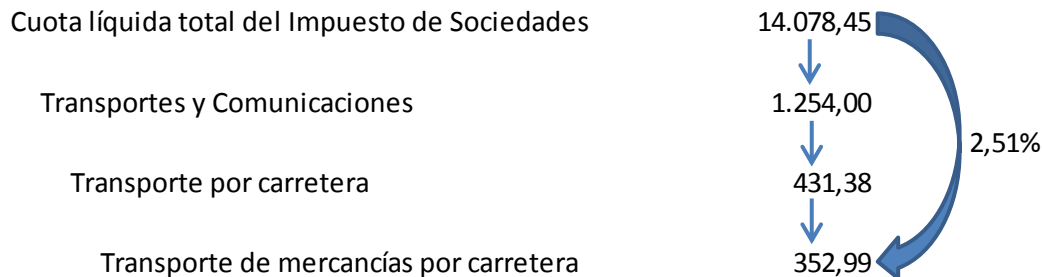 Cuota líquida total del Impuesto de Sociedades 14.078,45
Transportes y Comunicaciones 1.254,00
2,51%
Transporte por carretera 431,38
Transporte de mercancías por carretera 352,99